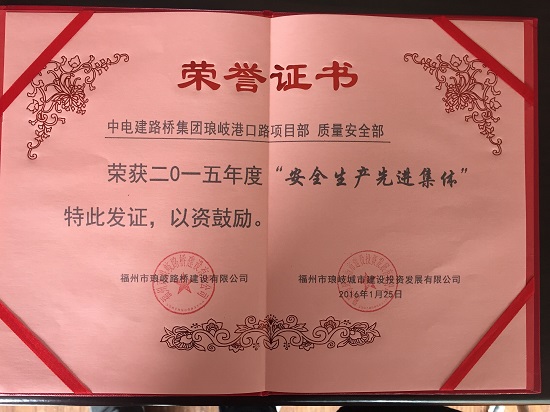 荣誉证书
中电建路桥集团琅岐港口路项目部 质量安全部
荣获二0一五年度“安全生产先进集体”
特此发证，以资鼓励。
福州市琅岐路桥建设有限公司
福州市琅岐城市建设投资发展有限公司
2016年1月25日